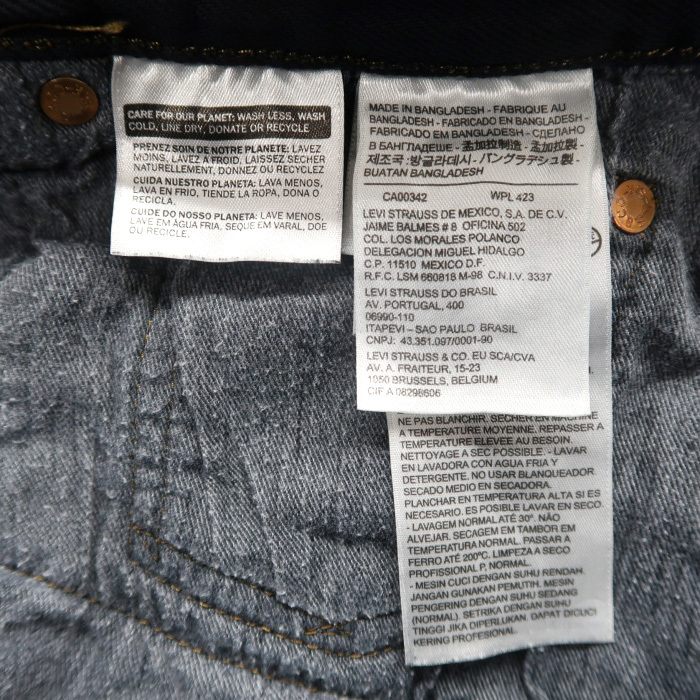 CARE FOR OUR PLANET: WASH LESS, WASH
COLD, LINE DRY, DONATE OR RECYCLE
PRENEZ SOIN DE NOTRE PLANETE: LAVEZ
MOINS, LAVEZ A FROID, LAISSEZ SECHER
NATURELLEMENT, DONNEZ OU RECYCLEZ
CUIDA NUESTRO PLANETA: LAVA MENOS,
LAVA EN FRIO, TIENDE LA ROPA, DONA O
RECICLA.
CUIDE DO NOSSO PLANETA: LAVE MENOS,
LAVE EM ÁGUA FRIA, SEQUE EM VARAL, DOE
OU RECICLE.
MADE IN BANGLADESH - FABRIQUE AU
BANGLADESH - FABRICADO EN BANGLADESH -
FABRICADO EM BANGLADESH - СДЕЛАНО
В БАНГЛАДЕШЕ - 孟加拉制造 - 孟加拉製 -
제조국 :방글라데시 - バングラデシュ製 -
BUATAN BANGLADESH
CA00342 WPL 423
LEVI STRAUSS DE MEXICO, S.A. DE C.V.
JAIME BALMES # 8 OFICINA 502
COL. LOS MORALES POLANCO
DELEGACION MIGUEL HIDALGO
C.P. 11510 MEXICO D.F.
R.F.C. LSM 660818 M-98 C.N.I.V. 3337
LEVI STRAUSS DO BRASIL
AV. PORTUGAL, 400
06990-110
ITAPEVI – SAO PAULO BRASIL
CNPJ: 43.351.097/0001-90
LEVI STRAUSS & CO. EU SCA/CVA
AV. A. FRAITEUR, 15-23
1050 BRUSSELS, BELGIUM
CIF A 08298606
NE PAS BLANCHIR. SECHER EN MACHINE
A TEMPERATURE MOYENNE. REPASSER A
TEMPERATURE ELEVEE AU BESOIN.
NETTOYAGE A SEC POSSIBLE. - LAVAR
EN LAVADORA CON AGUA FRIA Y
DETERGENTE. NO USAR BLANQUEADOR.
SECADO MEDIO EN SECADORA.
PLANCHAR EN TEMPERATURA ALTA SI ES
NECESARIO. ES POSIBLE LAVAR EN SECO.
- LAVAGEM NORMAL ATÉ 30°. NÃO
ALVEJAR. SECAGEM EM TAMBOR EM
TEMPERATURA NORMAL. PASSAR A
FERRO ATÉ 200ºC. LIMPEZA A SECO
PROFISSIONAL P, NORMAL.
- MESIN CUCI DENGAN SUHU RENDAH.
JANGAN GUNAKAN PEMUTIH. MESIN
PENGERING DENGAN SUHU SEDANG
(NORMAL). SETRIKA DENGAN SUHU
TINGGI JIKA DIPERLUKAN. DAPAT DICUCI
KERING PROFESIONAL.